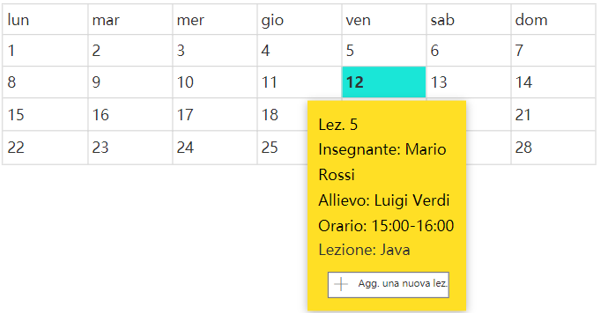 lun mar mer gio ven sab dom
1 2 3 4 5 6 7
8 9 10 11 12 13 14
15 16 17 18 21
22 23 24 25 28
Lez. 5
Insegnante: Mario
Rossi
Allievo: Luigi Verdi
Orario: 15:00-16:00
Lezione: Java
Agg. una nuova lez.